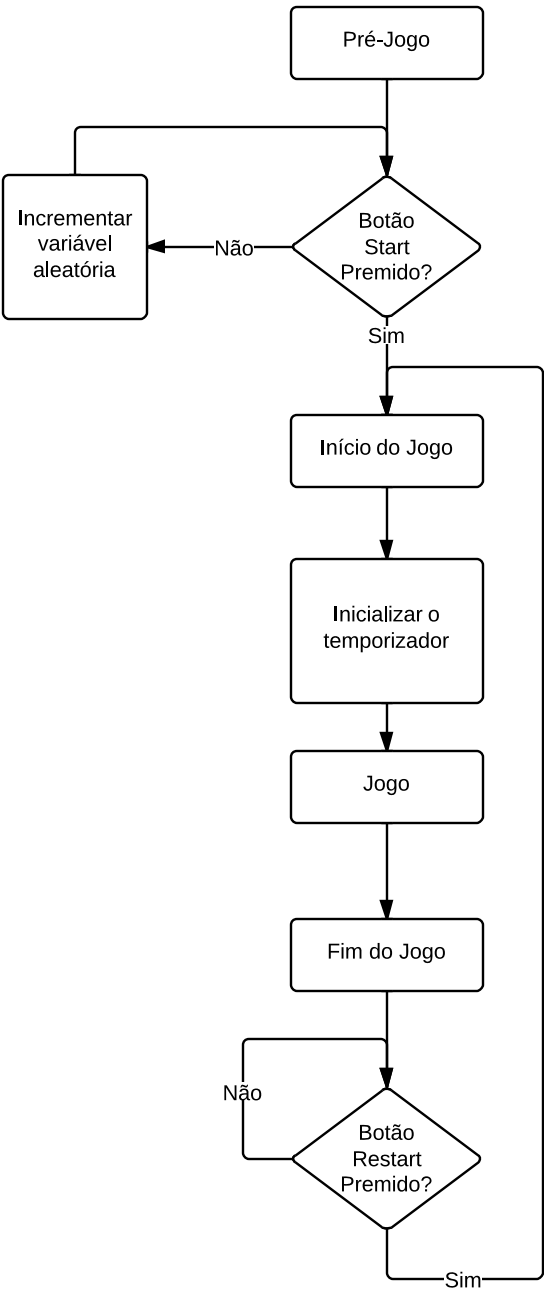 Pré-Jogo
Botão
Start
Premido?
Não
Incrementar
variável
aleatória
Sim
Início do Jogo
Inicializar o
temporizador
Jogo
Fim do Jogo
Não
Botão
Restart
Premido?
Sim